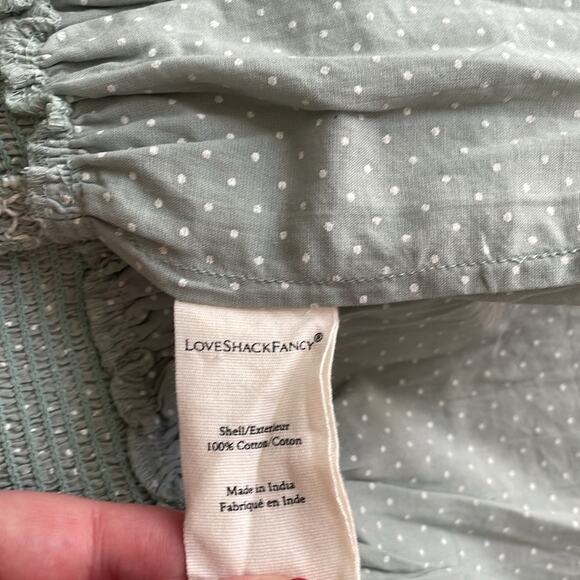 LOVESHACKFANCY®
Shell/Exterieur
100% Cotton/Coton
Made in India
Fabriqué en Inde